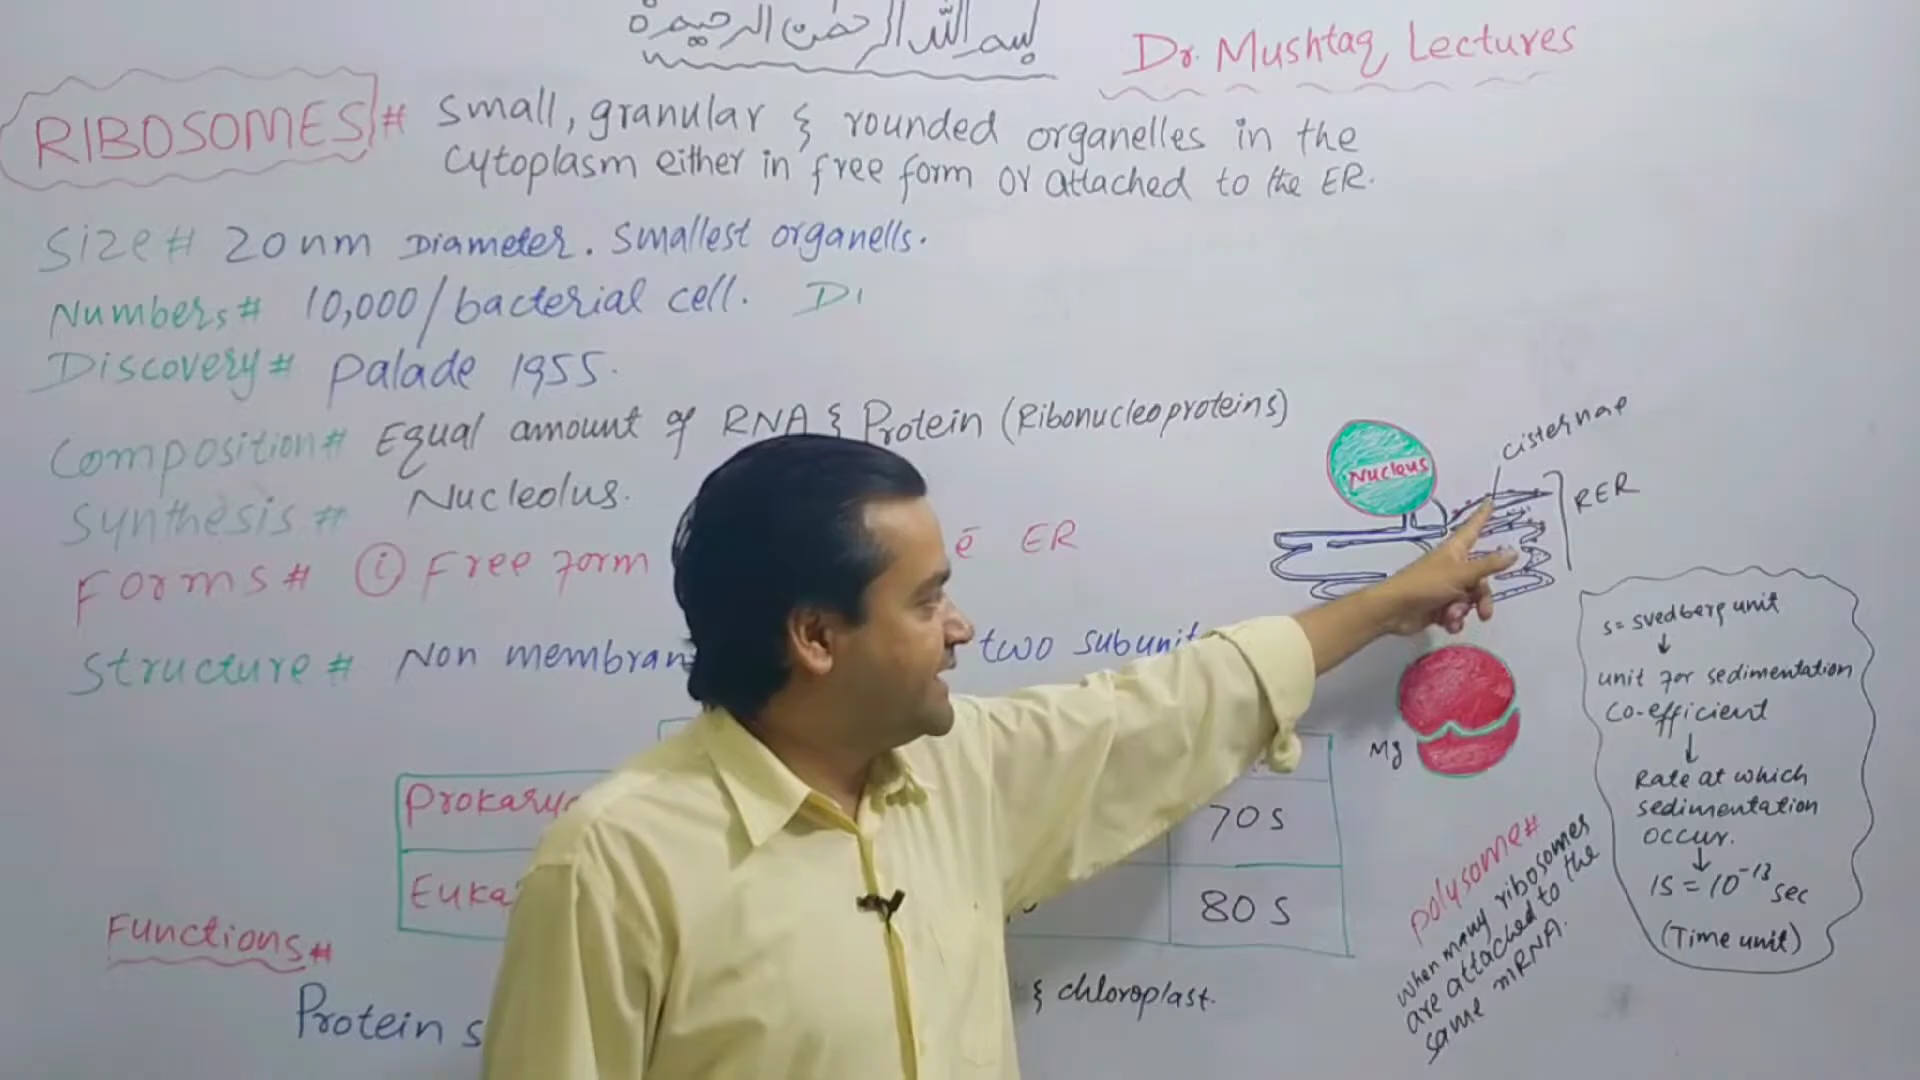 بسم الله الرحمن الرحيم
Dr. Mushtaq Lectures
RIBOSOMES # small, granular & rounded organelles in the
cytoplasm either in free form or attached to the ER.
Size # 20nm Diameter. smallest organells.
Numbers # 10,000/bacterial cell. D
Discovery # Palade 1955.
Composition # Equal amount of RNA & Protein (Ribonucleoproteins)
Synthesis # Nucleolus.
Forms # (i) Free form ē ER
Structure # Non membran two subunit
Prokaryo 70 S
Euka 80 S
Functions #
Protein s
& chloroplast.
Nucleus
cisternae
RER
Mg
Polysome #
when many ribosomes
are attached to the
same mRNA.
S = svedberg unit
↓
unit for sedimentation
co-efficient
↓
Rate at which
sedimentation
occur.
↓
1S = 10⁻¹³ sec
(Time unit)